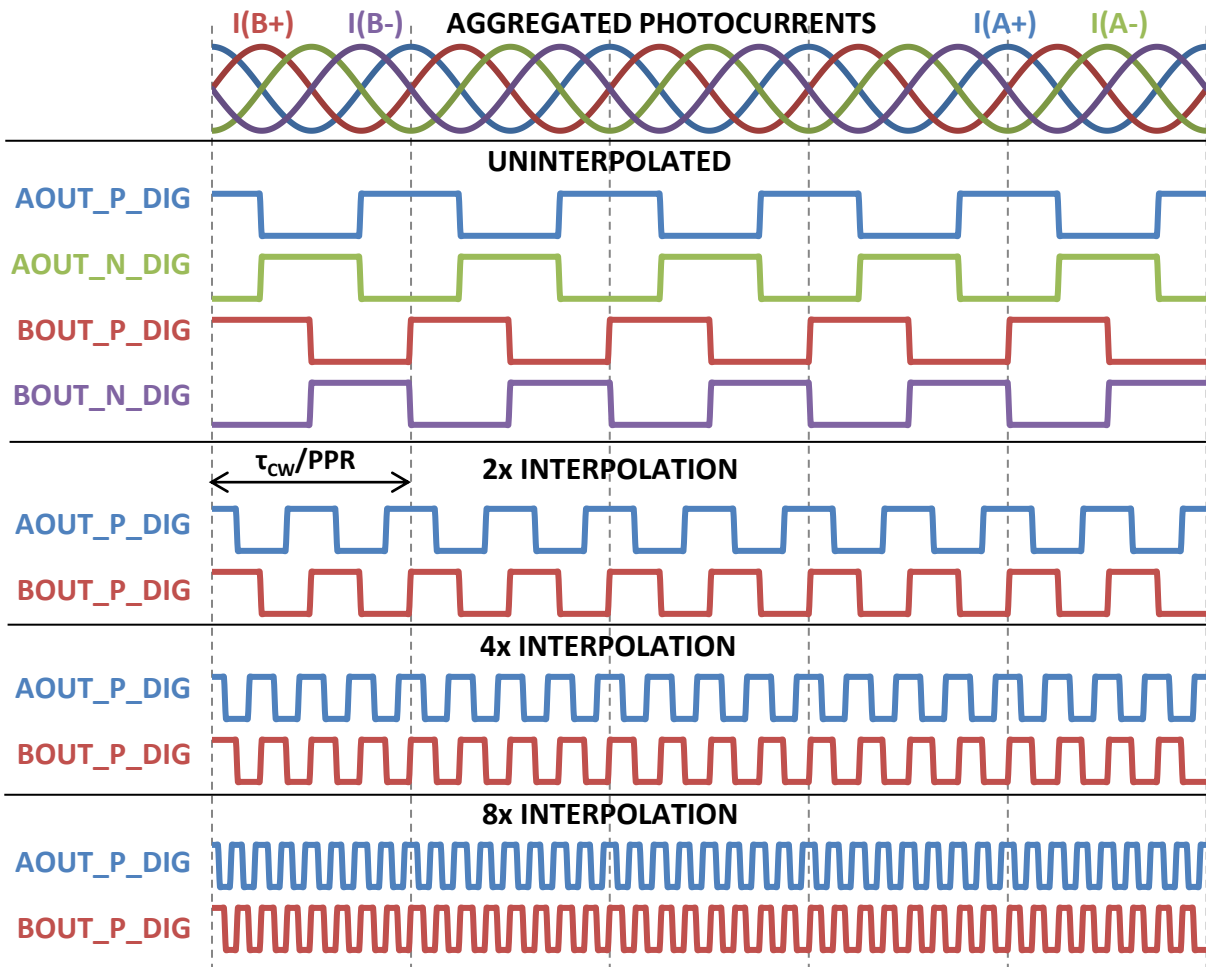 I(B+) I(B-) AGGREGATED PHOTOCURRENTS I(A+) I(A-)
UNINTERPOLATED
AOUT_P_DIG
AOUT_N_DIG
BOUT_P_DIG
BOUT_N_DIG
τCW/PPR 2x INTERPOLATION
AOUT_P_DIG
BOUT_P_DIG
4x INTERPOLATION
AOUT_P_DIG
BOUT_P_DIG
8x INTERPOLATION
AOUT_P_DIG
BOUT_P_DIG